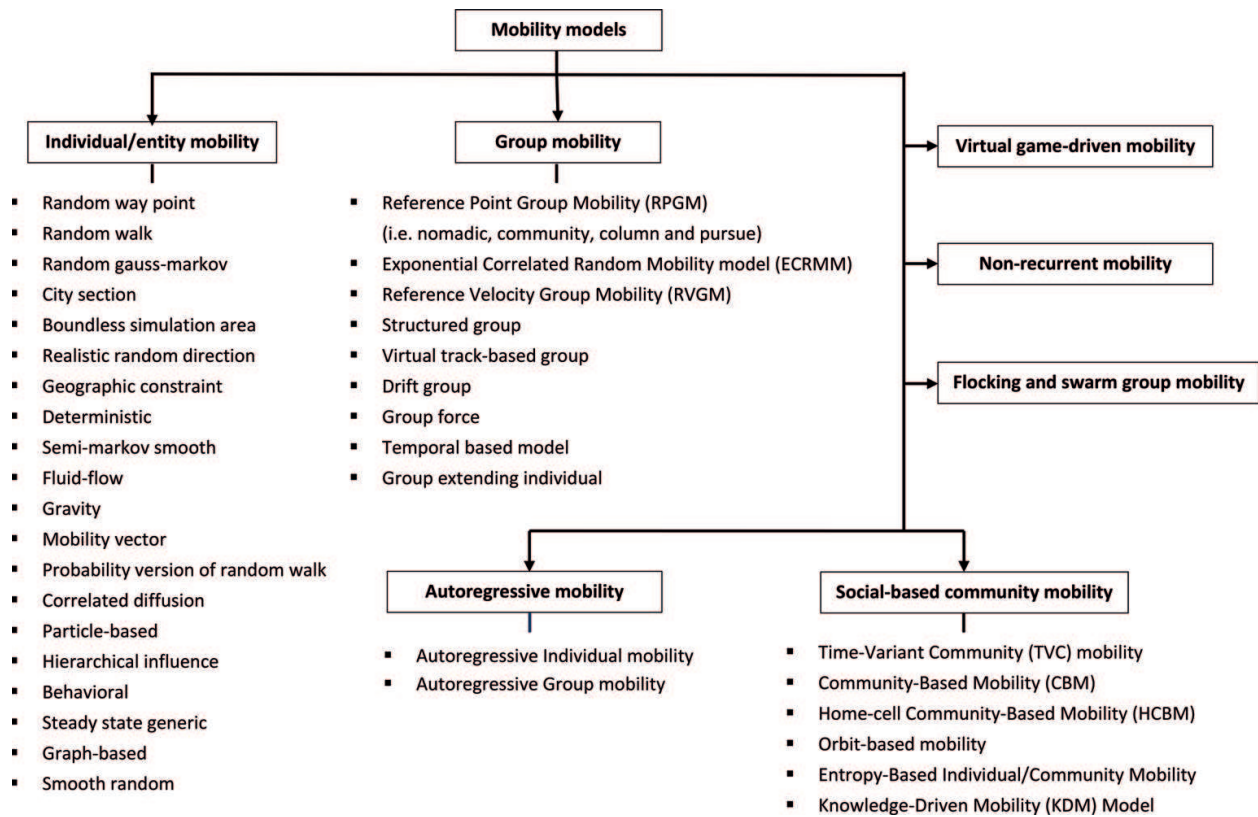 Mobility models
Individual/entity mobility
Random way point
Random walk
Random gauss-markov
City section
Boundless simulation area
Realistic random direction
Geographic constraint
Deterministic
Semi-markov smooth
Fluid-flow
Gravity
Mobility vector
Probability version of random walk
Correlated diffusion
Particle-based
Hierarchical influence
Behavioral
Steady state generic
Graph-based
Smooth random
Group mobility
Reference Point Group Mobility (RPGM)
(i.e. nomadic, community, column and pursue)
Exponential Correlated Random Mobility model (ECRMM)
Reference Velocity Group Mobility (RVGM)
Structured group
Virtual track-based group
Drift group
Group force
Temporal based model
Group extending individual
Virtual game-driven mobility
Non-recurrent mobility
Flocking and swarm group mobility
Autoregressive mobility
Autoregressive Individual mobility
Autoregressive Group mobility
Social-based community mobility
Time-Variant Community (TVC) mobility
Community-Based Mobility (CBM)
Home-cell Community-Based Mobility (HCBM)
Orbit-based mobility
Entropy-Based Individual/Community Mobility
Knowledge-Driven Mobility (KDM) Model